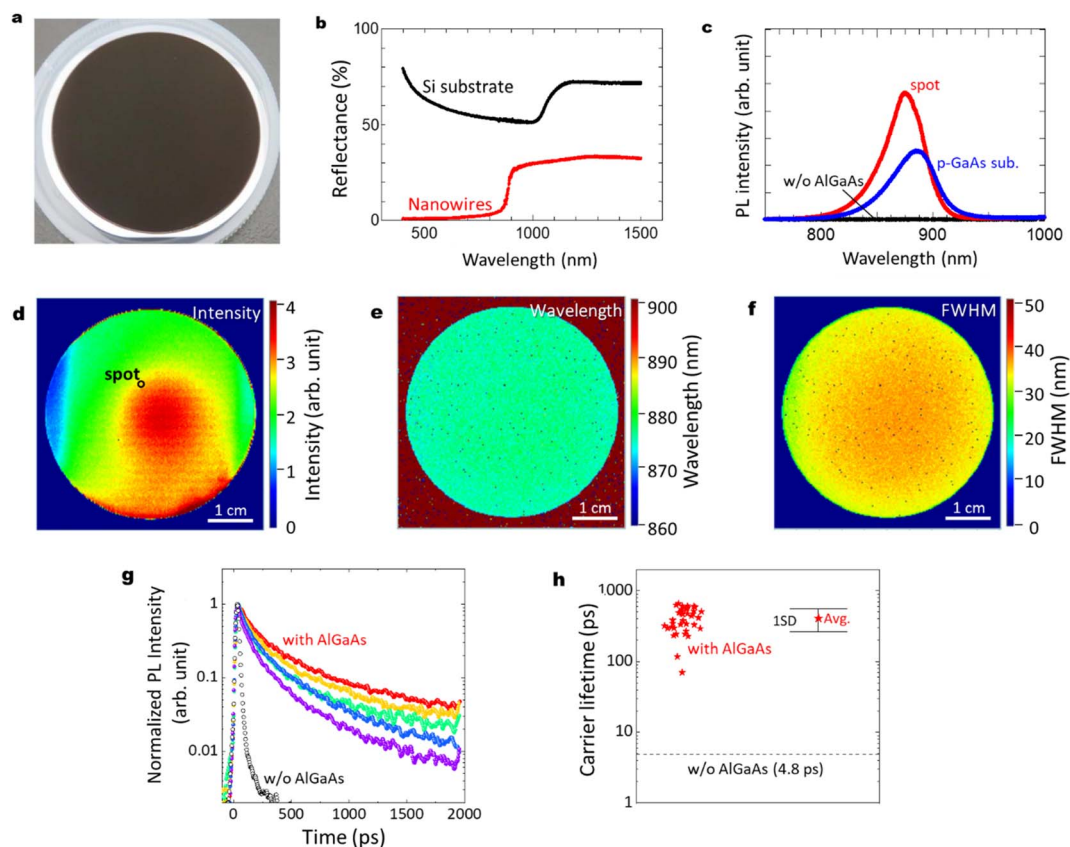 a
b
100
50
0
Reflectance (%)
Si substrate
Nanowires
500
1000
1500
Wavelength (nm)
c
PL intensity (arb. unit)
spot
p-GaAs sub.
w/o AlGaAs
800
900
1000
Wavelength (nm)
d
Intensity
spot
1 cm
4
3
2
1
0
Intensity (arb. unit)
e
Wavelength
1 cm
900
890
880
870
860
Wavelength (nm)
f
FWHM
1 cm
50
40
30
20
10
0
FWHM (nm)
g
Normalized PL Intensity
(arb. unit)
1
0.1
0.01
with AlGaAs
w/o AlGaAs
0
500
1000
1500
2000
Time (ps)
h
Carrier lifetime (ps)
1,000
100
10
1
1SD
Avg.
with AlGaAs
w/o AlGaAs (4.8 ps)